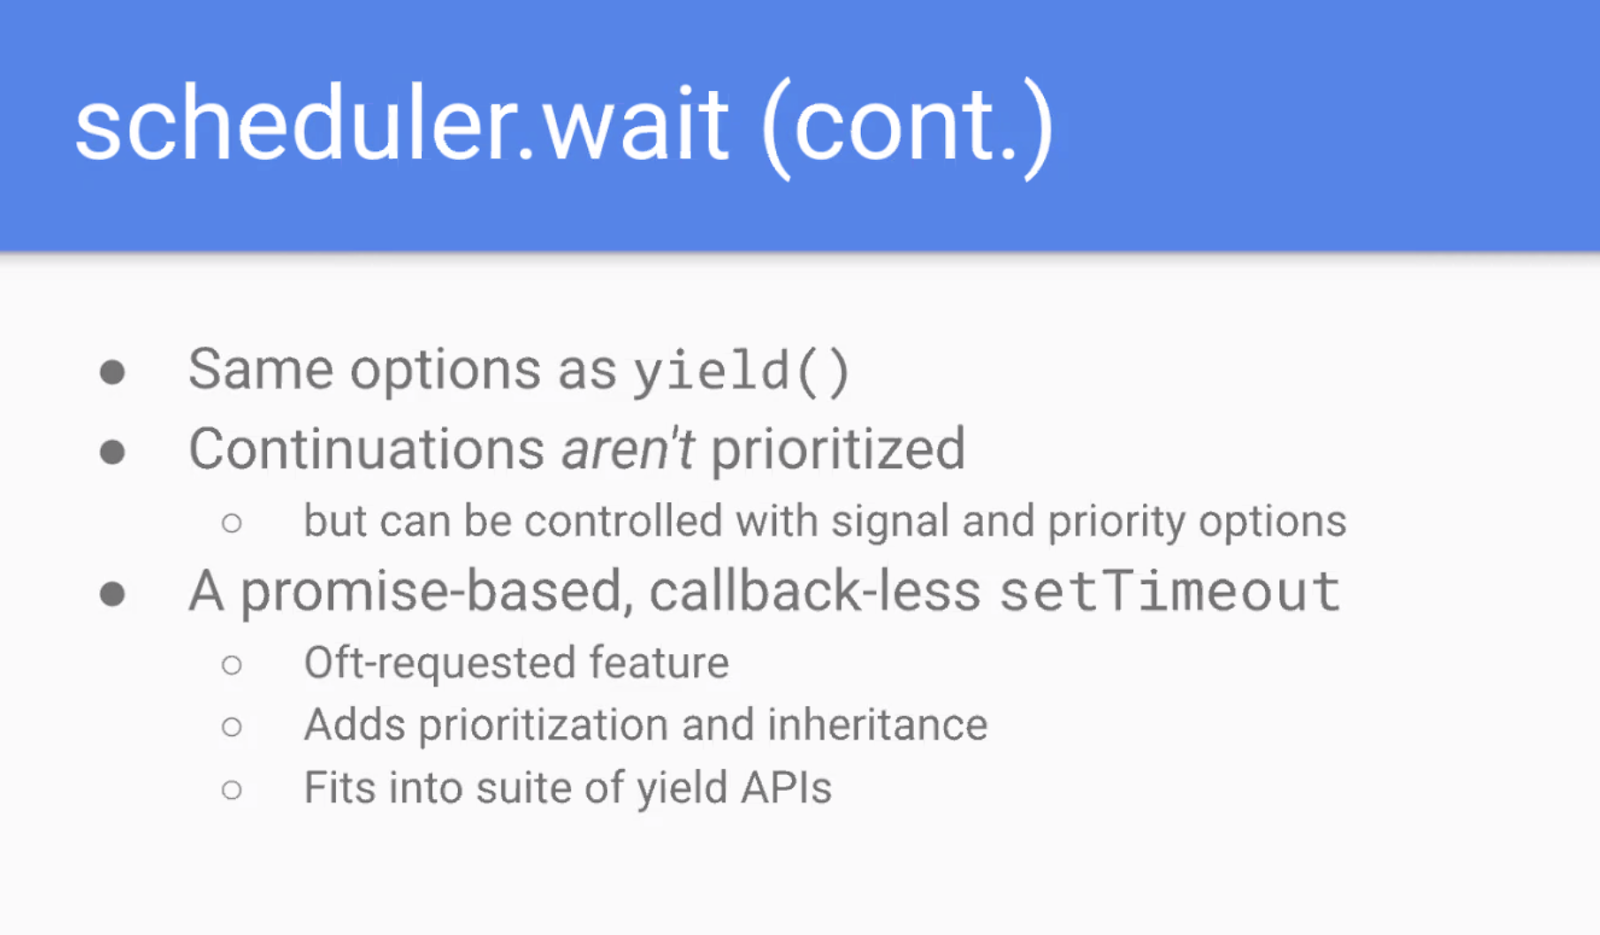 scheduler.wait (cont.)
● Same options as yield()
● Continuations aren't prioritized
○ but can be controlled with signal and priority options
● A promise-based, callback-less setTimeout
○ Oft-requested feature
○ Adds prioritization and inheritance
○ Fits into suite of yield APIs